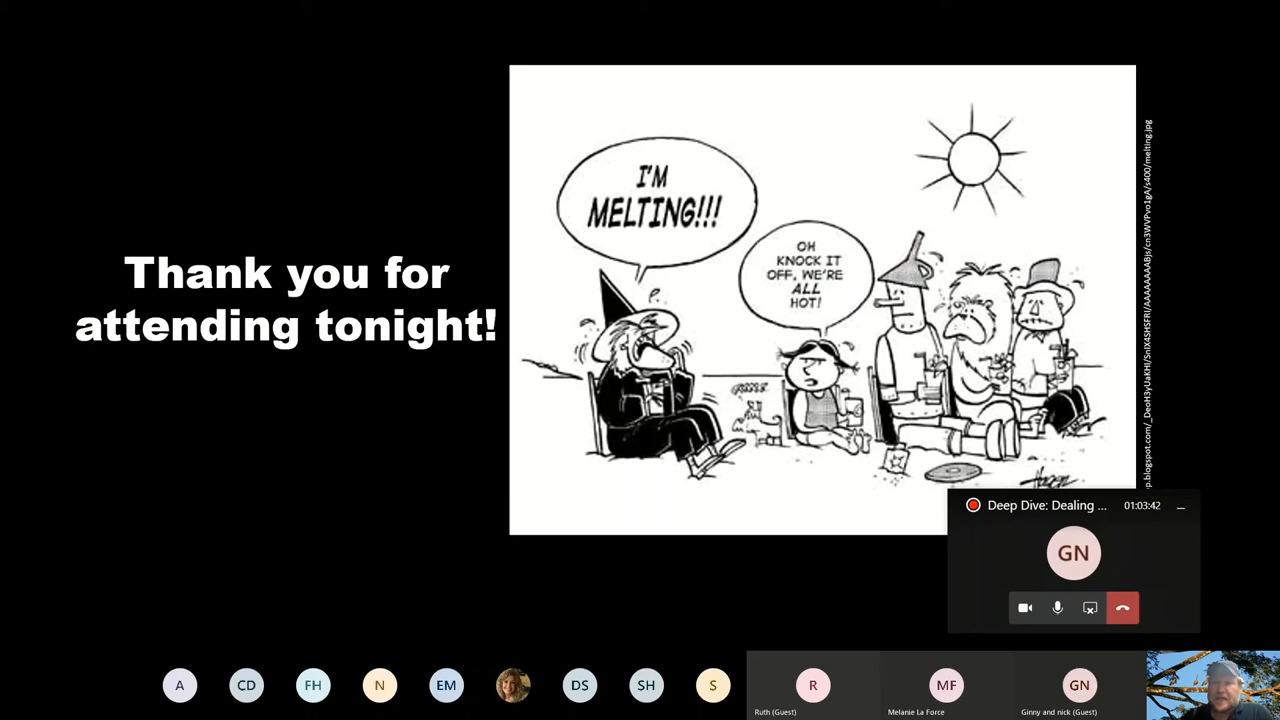 I'M
MELTING!!!
OH
KNOCK IT
OFF, WE'RE
ALL
HOT!
Thank you for
attending tonight!
Deep Dive: Dealing ...
01:03:42
GN
A
CD
FH
N
EM
DS
SH
S
R
MF
GN
Ruth (Guest)
Melanie La Force
Ginny and nick (Guest)